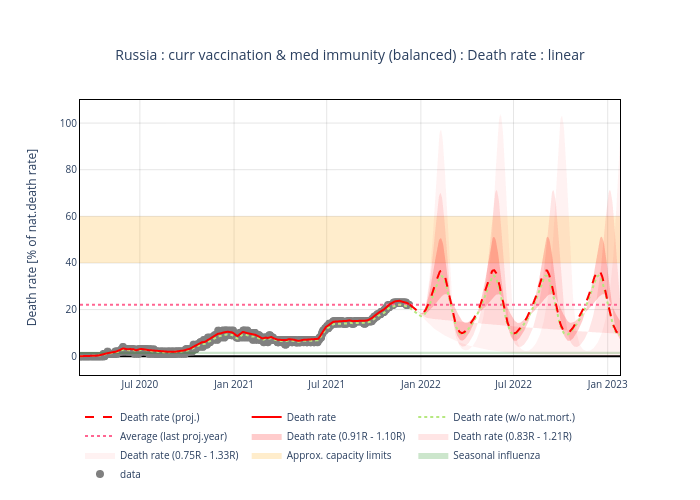 Russia : curr vaccination & med immunity (balanced) : Death rate : linear
Death rate [% of nat.death rate]
100
80
60
40
20
0
Jul 2020
Jan 2021
Jul 2021
Jan 2022
Jul 2022
Jan 2023
Death rate (proj.)
Death rate
Death rate (w/o nat.mort.)
Average (last proj.year)
Death rate (0.91R - 1.10R)
Death rate (0.83R - 1.21R)
Death rate (0.75R - 1.33R)
Approx. capacity limits
Seasonal influenza
data